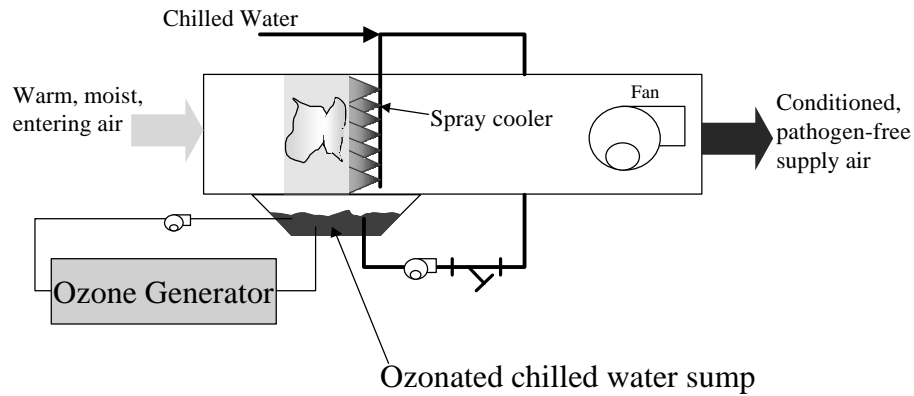 Chilled Water
Warm, moist,
entering air
Spray cooler
Fan
Conditioned,
pathogen-free
supply air
Ozone Generator
Ozonated chilled water sump